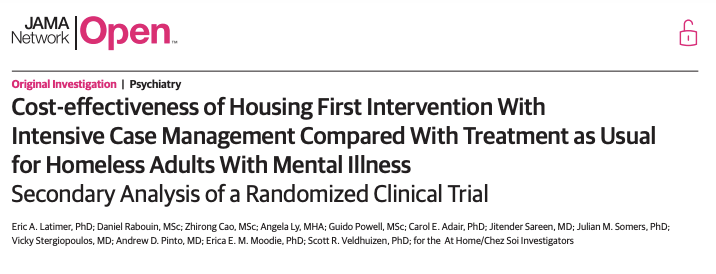 JAMA
Network Open™
Original Investigation | Psychiatry
Cost-effectiveness of Housing First Intervention With
Intensive Case Management Compared With Treatment as Usual
for Homeless Adults With Mental Illness
Secondary Analysis of a Randomized Clinical Trial
Eric A. Latimer, PhD; Daniel Rabouin, MSc; Zhirong Cao, MSc; Angela Ly, MHA; Guido Powell, MSc; Carol E. Adair, PhD; Jitender Sareen, MD; Julian M. Somers, PhD;
Vicky Stergiopoulos, MD; Andrew D. Pinto, MD; Erica E. M. Moodie, PhD; Scott R. Veldhuizen, PhD; for the At Home/Chez Soi Investigators